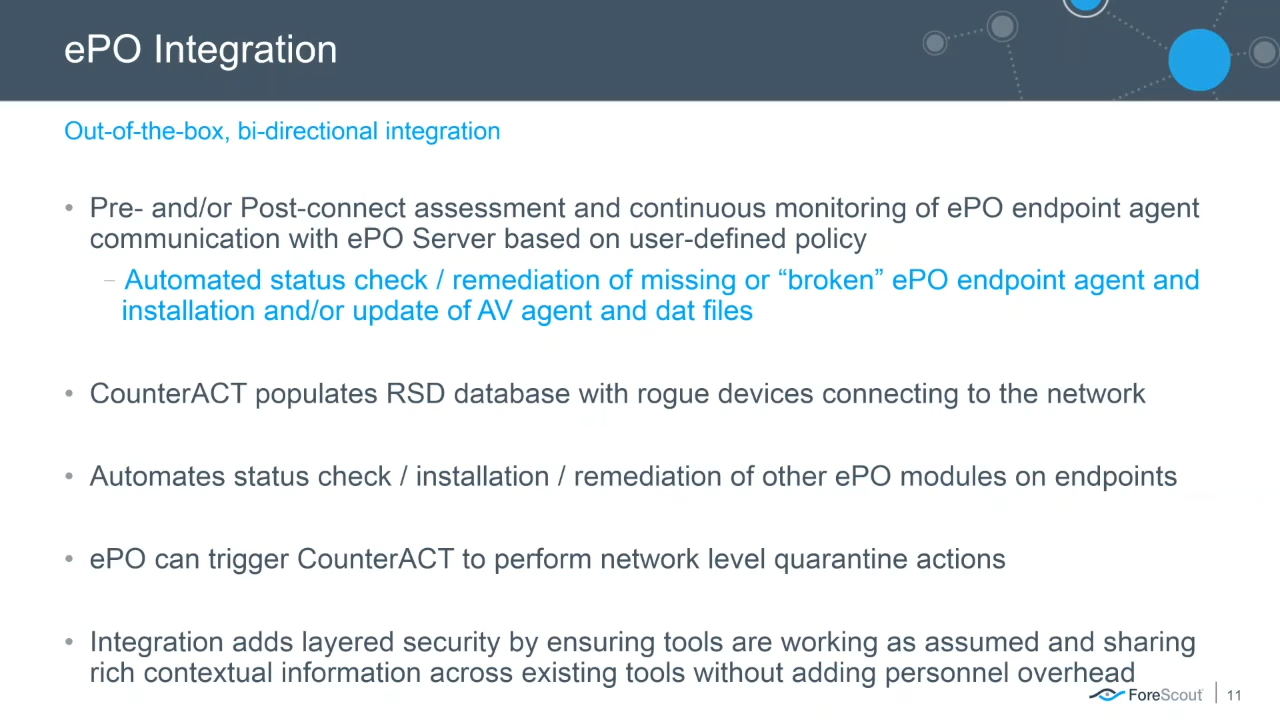 ePO Integration
Out-of-the-box, bi-directional integration
• Pre- and/or Post-connect assessment and continuous monitoring of ePO endpoint agent
communication with ePO Server based on user-defined policy
– Automated status check / remediation of missing or “broken” ePO endpoint agent and
installation and/or update of AV agent and dat files
• CounterACT populates RSD database with rogue devices connecting to the network
• Automates status check / installation / remediation of other ePO modules on endpoints
• ePO can trigger CounterACT to perform network level quarantine actions
• Integration adds layered security by ensuring tools are working as assumed and sharing
rich contextual information across existing tools without adding personnel overhead
ForeScout | 11